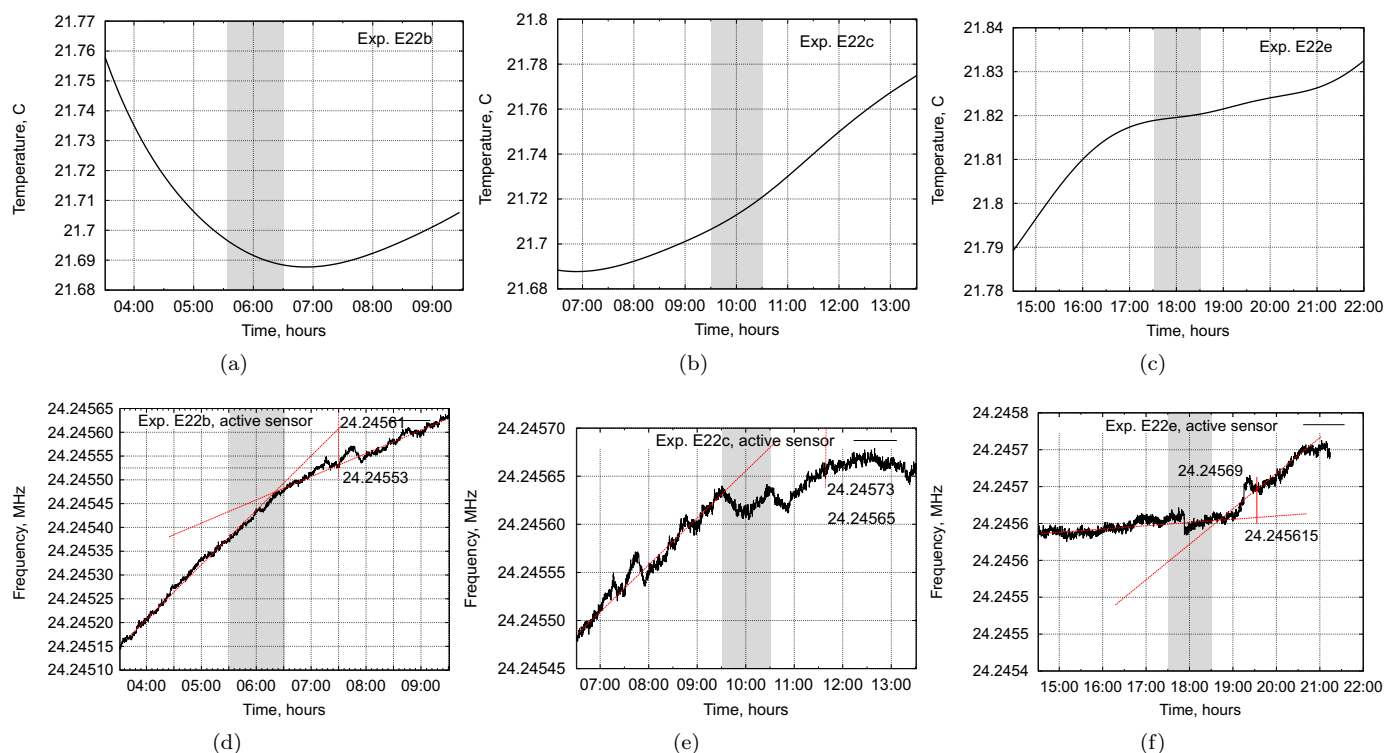 21.77
21.76
21.75
21.74
21.73
21.72
21.71
21.7
21.69
21.68
04:00 05:00 06:00 07:00 08:00 09:00
Temperature, C
Time, hours
Exp. E22b
(a)
21.8
21.78
21.76
21.74
21.72
21.7
21.68
07:00 08:00 09:00 10:00 11:00 12:00 13:00
Temperature, C
Time, hours
Exp. E22c
(b)
21.84
21.83
21.82
21.81
21.8
21.79
21.78
15:00 16:00 17:00 18:00 19:00 20:00 21:00 22:00
Temperature, C
Time, hours
Exp. E22e
(c)
24.24565
24.24560
24.24555
24.24550
24.24545
24.24540
24.24535
24.24530
24.24525
24.24520
24.24515
24.24510
04:00 05:00 06:00 07:00 08:00 09:00
Frequency, MHz
Time, hours
Exp. E22b, active sensor
24.24561
24.24553
(d)
24.24570
24.24565
24.24560
24.24555
24.24550
24.24545
07:00 08:00 09:00 10:00 11:00 12:00 13:00
Frequency, MHz
Time, hours
Exp. E22c, active sensor
24.24573
24.24565
(e)
24.2458
24.2457
24.2457
24.2456
24.2456
24.2455
24.2455
24.2454
15:00 16:00 17:00 18:00 19:00 20:00 21:00 22:00
Frequency, MHz
Time, hours
Exp. E22e, active sensor
24.24569
24.245615
(f)